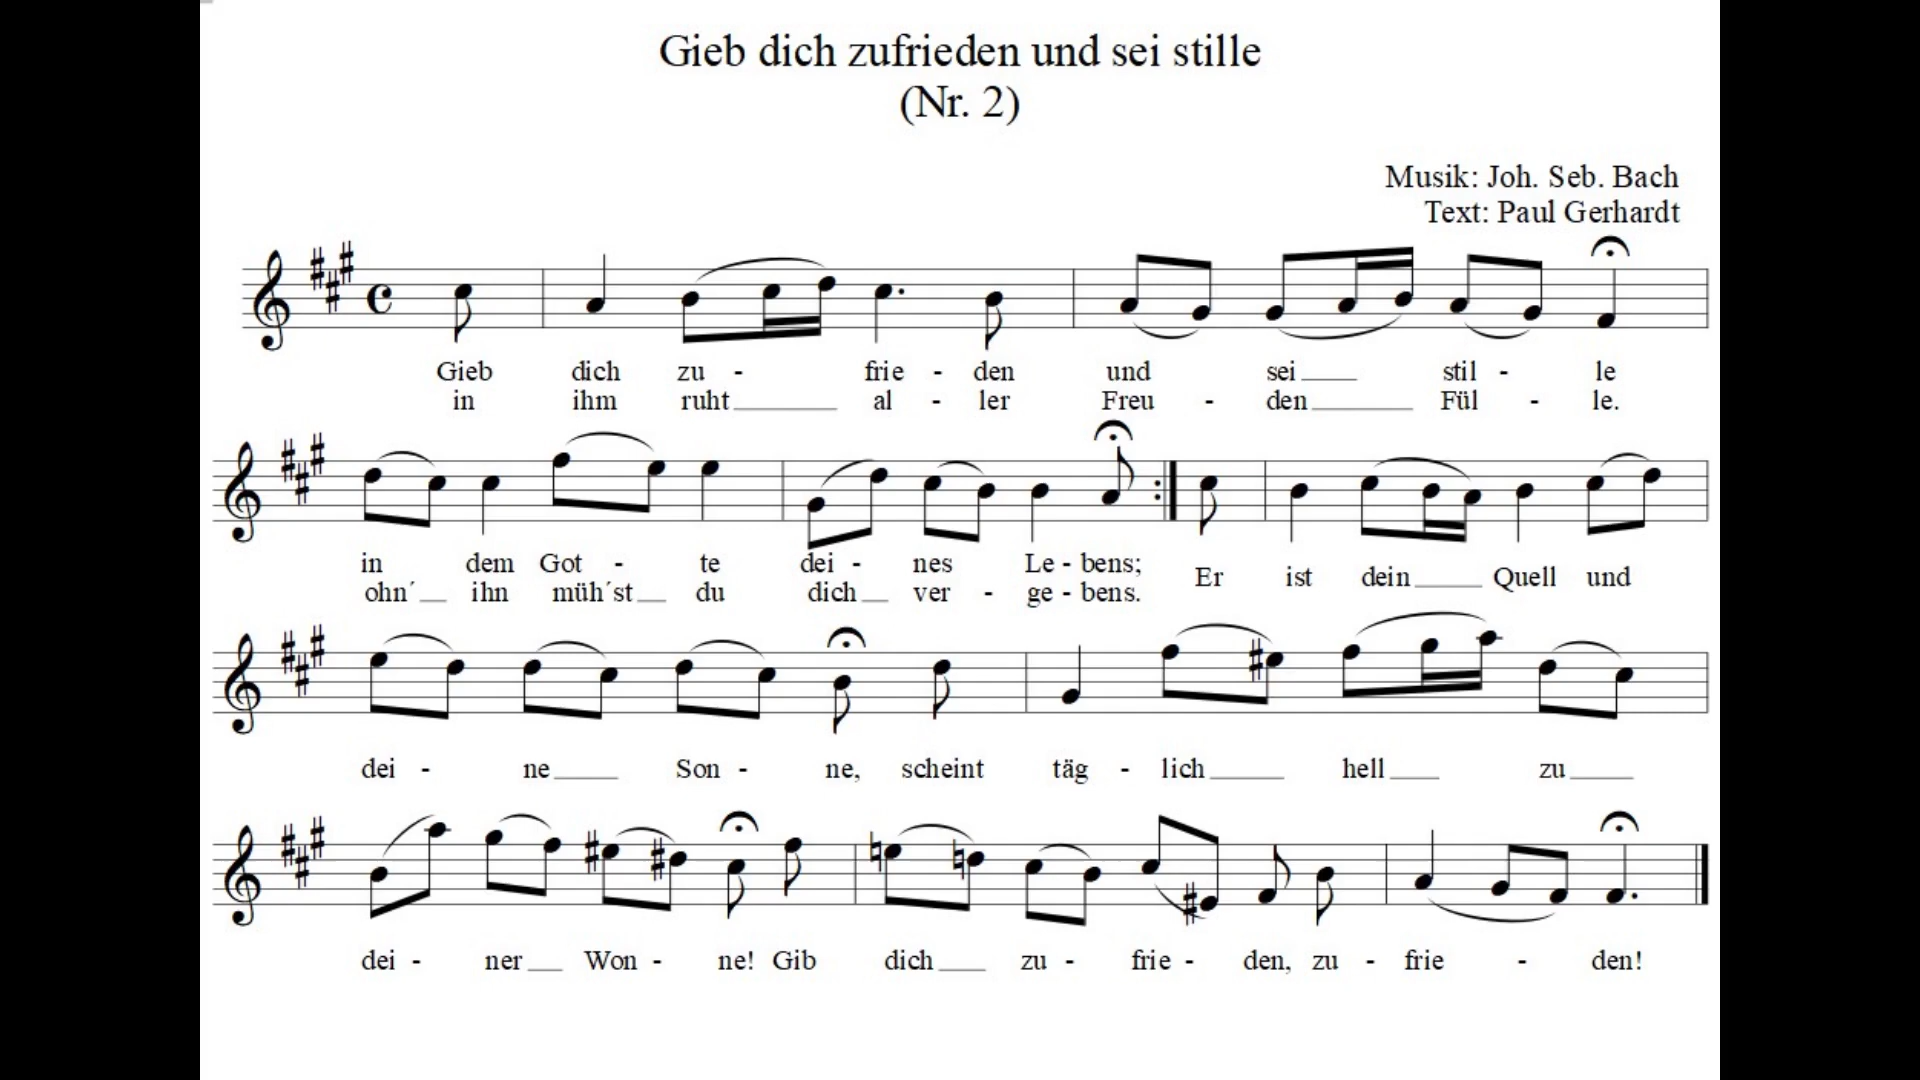 Gieb dich zufrieden und sei stille
(Nr. 2)
Musik: Joh. Seb. Bach
Text: Paul Gerhardt
Gieb dich zu - frie - den und sei stil - le
in ihm ruht al - ler Freu - den Fül - le.
in dem Got - te dei - nes Le - bens;
ohn´ ihn müh´st du dich ver - ge - bens.
Er ist dein Quell und
dei - ne Son - ne, scheint täg - lich hell zu
dei - ner Won - ne! Gib dich zu - frie - den, zu - frie - den!